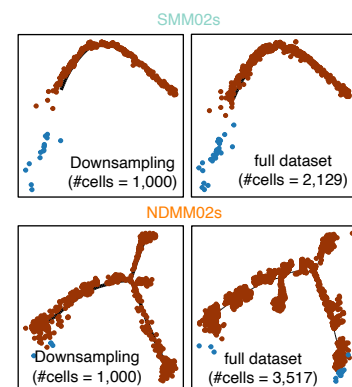 SMM02s
Downsampling
(#cells = 1,000)
full dataset
(#cells = 2,129)
NDMM02s
Downsampling
(#cells = 1,000)
full dataset
(#cells = 3,517)